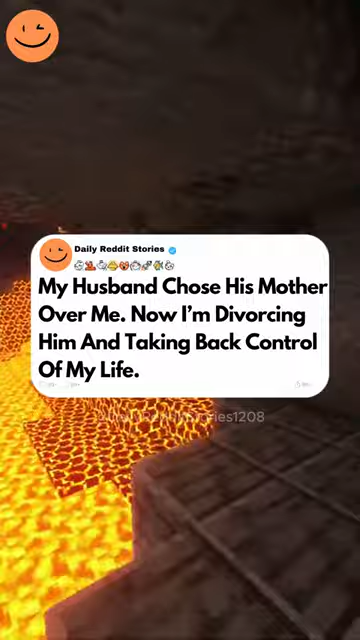 Daily Reddit Stories
My Husband Chose His Mother
Over Me. Now I'm Divorcing
Him And Taking Back Control
Of My Life.